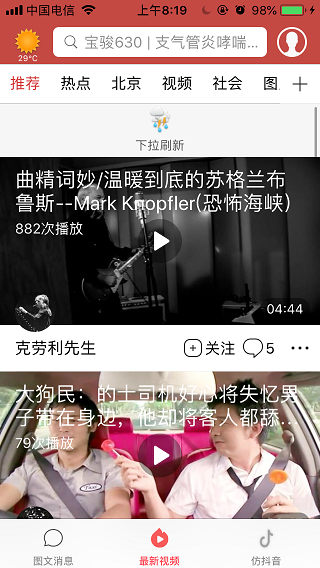 中国电信
上午8:19
98%
29°C
宝骏630 | 支气管炎哮喘...
推荐
热点
北京
视频
社会
图
下拉刷新
曲精词妙/温暖到底的苏格兰布
鲁斯--Mark Knopfler(恐怖海峡)
882次播放
04:44
克劳利先生
关注
5
大狗民：的士司机好心将失忆男
子带在身边，他却将客人都舔...
79次播放
图文消息
最新视频
仿抖音